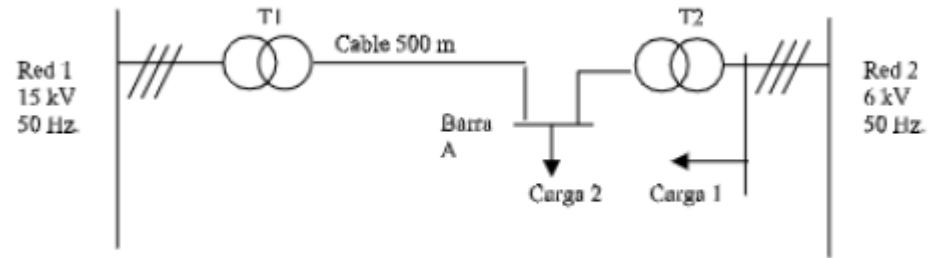 T1
T2
Cable 500 m
Red 1
15 kV
50 Hz.
Red 2
6 kV
50 Hz.
Barra
A
Carga 2
Carga 1